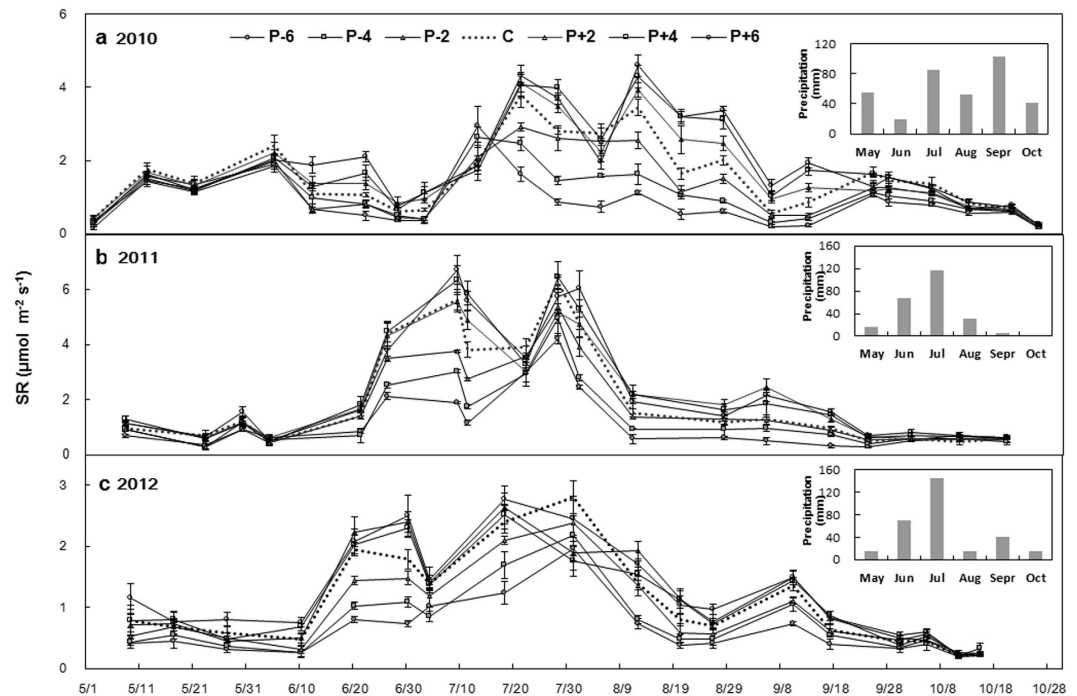 6
a 2010
P-6 P-4 P-2 C P+2 P+4 P+6
4
2
0
Precipitation (mm)
120
80
40
0
May Jun Jul Aug Sepr Oct
SR (μmol m⁻² s⁻¹)
b 2011
6
4
2
0
Precipitation (mm)
160
120
80
40
0
May Jun Jul Aug Sepr Oct
c 2012
3
2
1
0
Precipitation (mm)
160
120
80
40
0
May Jun Jul Aug Sepr Oct
5/1 5/11 5/21 5/31 6/10 6/20 6/30 7/10 7/20 7/30 8/9 8/19 8/29 9/8 9/18 9/28 10/8 10/18 10/28